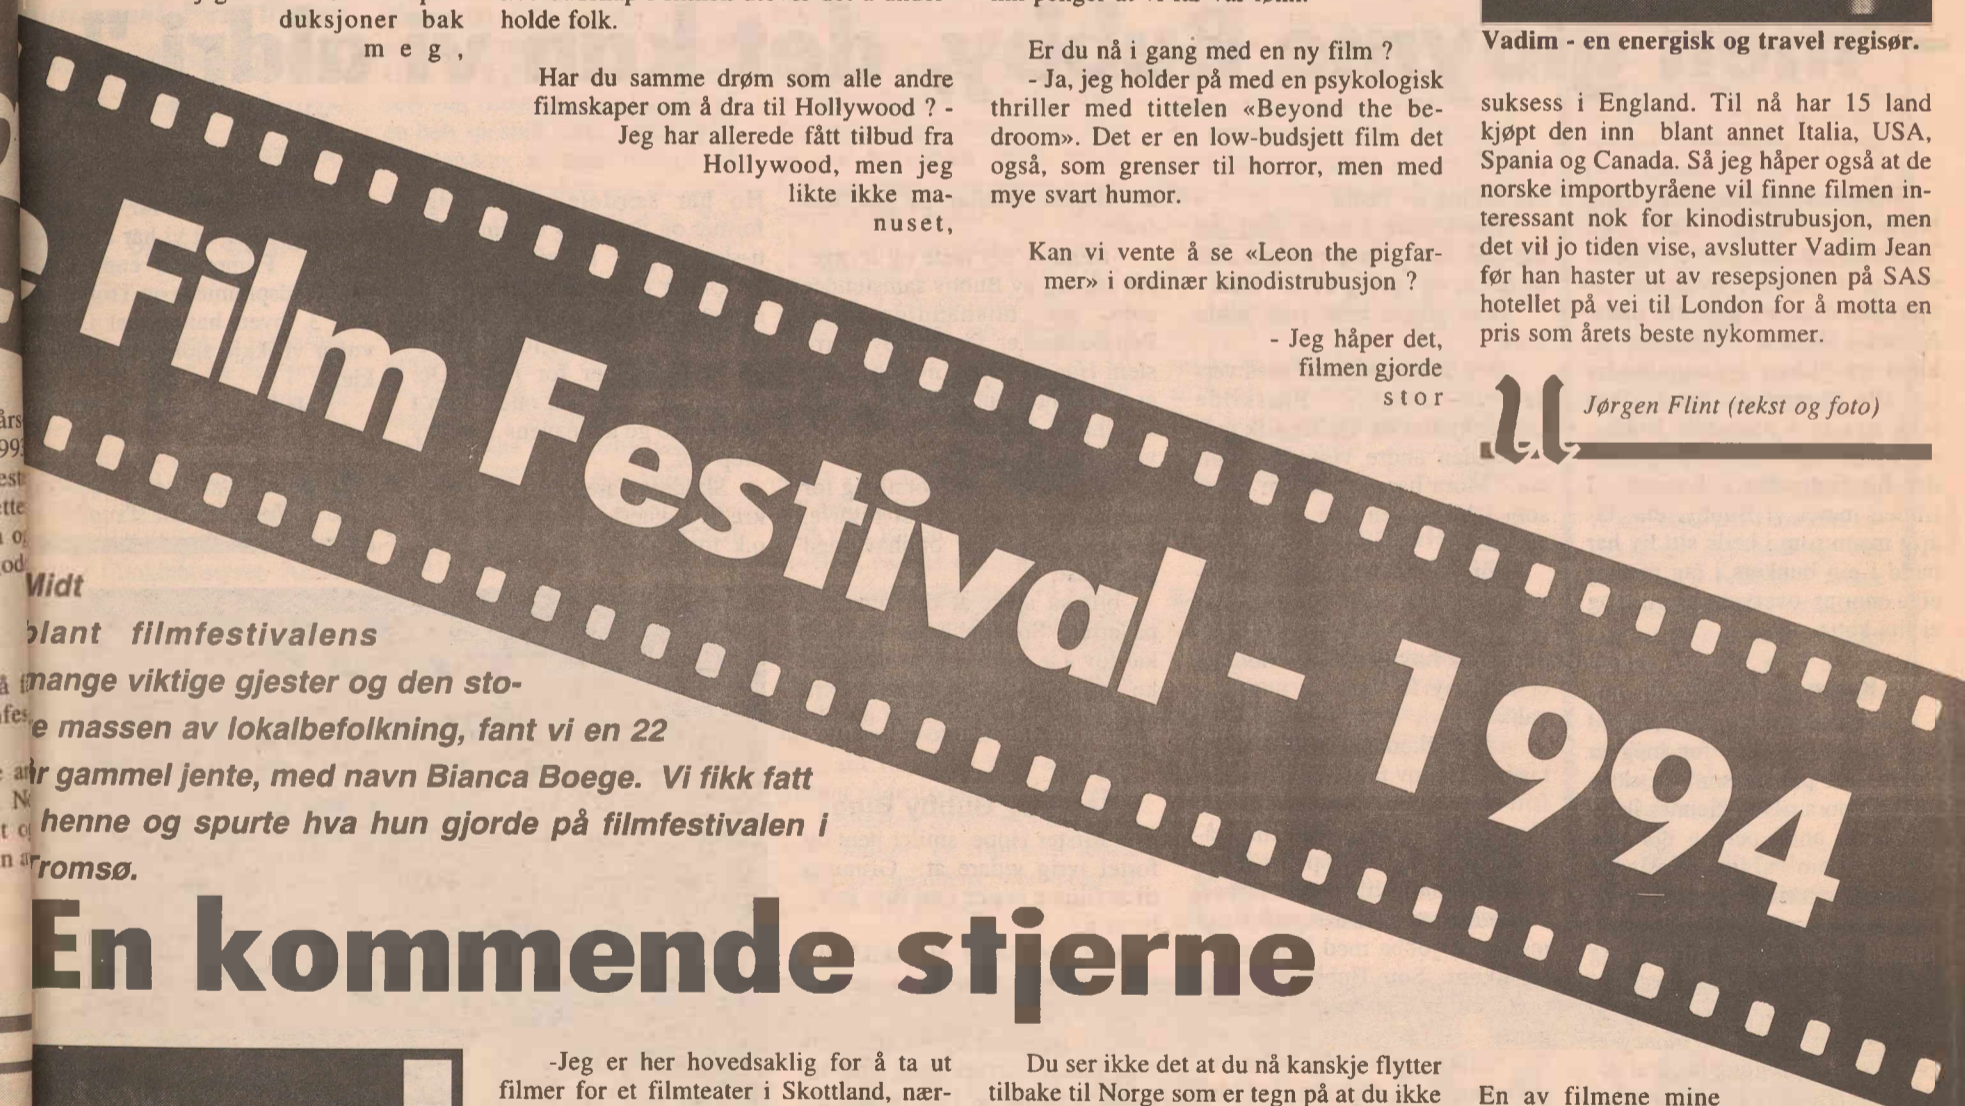 duksjoner bak
meg,
holde folk.
Har du samme drøm som alle andre
filmskaper om å dra til Hollywood ? -
Jeg har allerede fått tilbud fra
Hollywood, men jeg
likte ikke ma-
nuset,
Er du nå i gang med en ny film ?
- Ja, jeg holder på med en psykologisk
thriller med tittelen «Beyond the be-
droom». Det er en low-budsjett film det
også, som grenser til horror, men med
mye svart humor.
Kan vi vente å se «Leon the pigfar-
mer» i ordinær kinodistrubusjon ?
- Jeg håper det,
filmen gjorde
stor
Vadim - en energisk og travel regisør.
suksess i England. Til nå har 15 land
kjøpt den inn blant annet Italia, USA,
Spania og Canada. Så jeg håper også at de
norske importbyråene vil finne filmen in-
teressant nok for kinodistrubusjon, men
det vil jo tiden vise, avslutter Vadim Jean
før han haster ut av resepsjonen på SAS
hotellet på vei til London for å motta en
pris som årets beste nykommer.
Jørgen Flint (tekst og foto)
Film Festival - 1994
Midt
blant filmfestivalens
mange viktige gjester og den sto-
e massen av lokalbefolkning, fant vi en 22
r gammel jente, med navn Bianca Boege. Vi fikk fatt
henne og spurte hva hun gjorde på filmfestivalen i
Tromsø.
En kommende stjerne
-Jeg er her hovedsaklig for å ta ut
filmer for et filmteater i Skottland, nær-
Du ser ikke det at du nå kanskje flytter
tilbake til Norge som er tegn på at du ikke
En av filmene mine